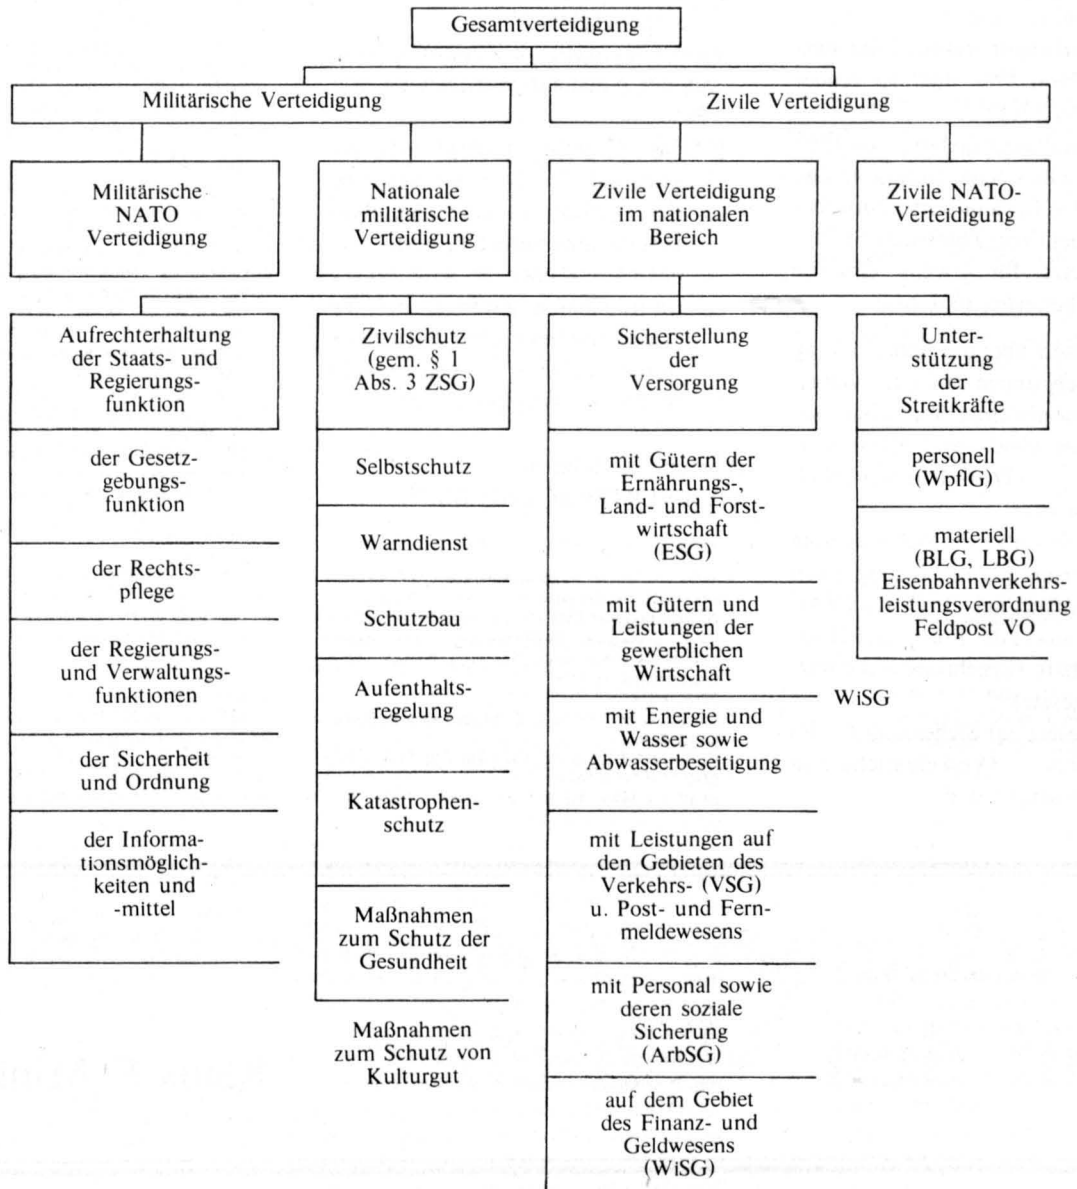 Gesamtverteidigung
Militärische Verteidigung
Zivile Verteidigung
Militärische
NATO
Verteidigung
Nationale
militärische
Verteidigung
Zivile Verteidigung
im nationalen
Bereich
Zivile NATO-
Verteidigung
Aufrechterhaltung
der Staats- und
Regierungs-
funktion
der Gesetz-
gebungs-
funktion
der Rechts-
pflege
der Regierungs-
und Verwaltungs-
funktionen
der Sicherheit
und Ordnung
der Informa-
tionsmöglich-
keiten und
-mittel
Zivilschutz
(gem. § 1
Abs. 3 ZSG)
Selbstschutz
Warndienst
Schutzbau
Aufenthalts-
regelung
Katastrophen-
schutz
Maßnahmen
zum Schutz der
Gesundheit
Maßnahmen
zum Schutz von
Kulturgut
Sicherstellung
der
Versorgung
mit Gütern der
Ernährungs-,
Land- und Forst-
wirtschaft
(ESG)
mit Gütern und
Leistungen der
gewerblichen
Wirtschaft
WiSG
mit Energie und
Wasser sowie
Abwasserbeseitigung
mit Leistungen auf
den Gebieten des
Verkehrs- (VSG)
u. Post- und Fern-
meldewesens
mit Personal sowie
deren soziale
Sicherung
(ArbSG)
auf dem Gebiet
des Finanz- und
Geldwesens
(WiSG)
Unter-
stützung
der
Streitkräfte
personell
(WpflG)
materiell
(BLG, LBG)
Eisenbahnverkehrs-
leistungsverordnung
Feldpost VO